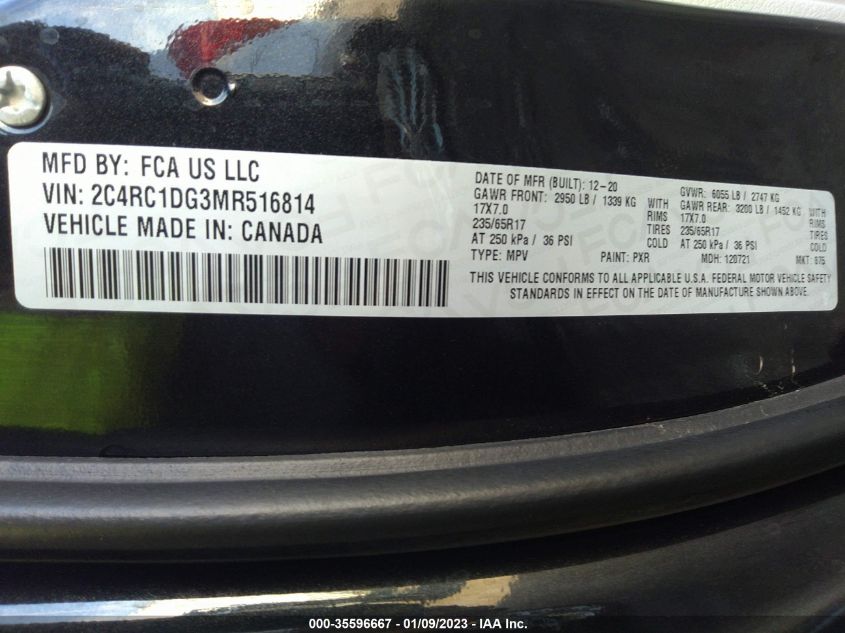 MFD BY: FCA US LLC
VIN: 2C4RC1DG3MR516814
VEHICLE MADE IN: CANADA
DATE OF MFR (BUILT): 12-20
GAWR FRONT: 2950 LB / 1339 KG WITH
17X7.0 RIMS
235/65R17 TIRES
AT 250 kPa / 36 PSI COLD
TYPE: MPV PAINT: PXR
GVWR: 6055 LB / 2747 KG
GAWR REAR: 3200 LB / 1452 KG WITH
17X7.0 RIMS
235/65R17 TIRES
AT 250 kPa / 36 PSI COLD
MDH: 120721 MKT: 875
THIS VEHICLE CONFORMS TO ALL APPLICABLE U.S.A. FEDERAL MOTOR VEHICLE SAFETY
STANDARDS IN EFFECT ON THE DATE OF MANUFACTURE SHOWN ABOVE.
000-35596667 - 01/09/2023 - IAA Inc.